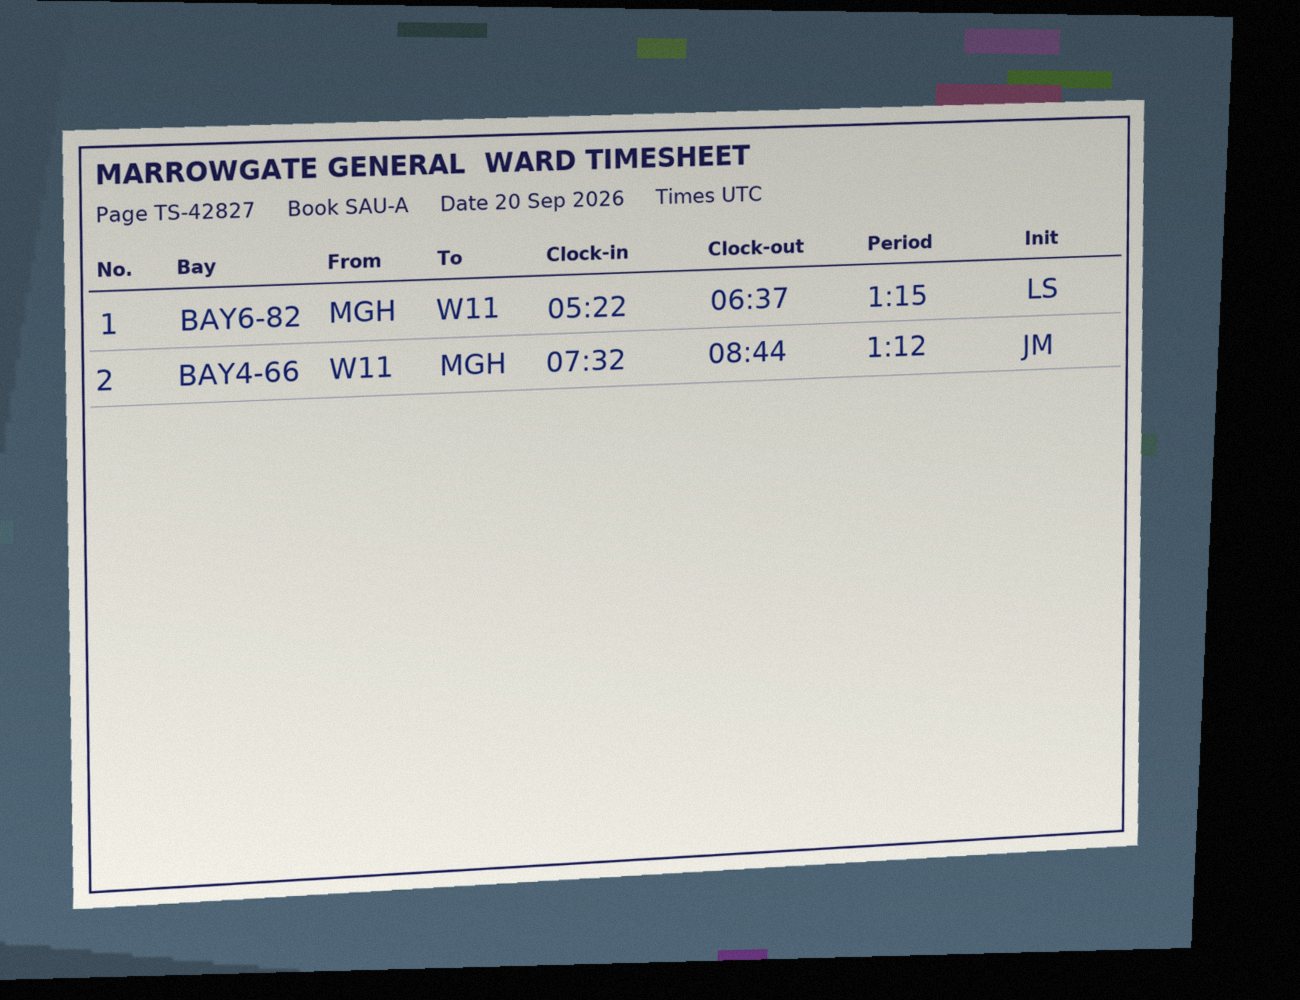 MARROWGATE GENERAL WARD TIMESHEET
Page TS-42827 Book SAU-A Date 20 Sep 2026 Times UTC
No. Bay From To Clock-in Clock-out Period Init
1 BAY6-82 MGH W11 05:22 06:37 1:15 LS
2 BAY4-66 W11 MGH 07:32 08:44 1:12 JM